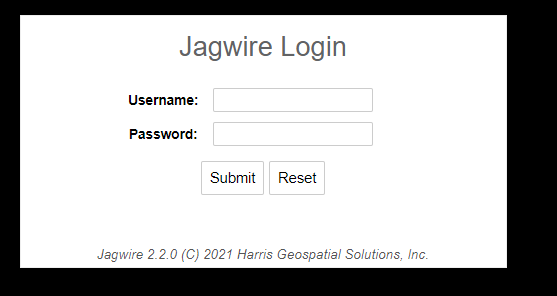 Jagwire Login
Username:
Password:
Submit Reset
Jagwire 2.2.0 (C) 2021 Harris Geospatial Solutions, Inc.